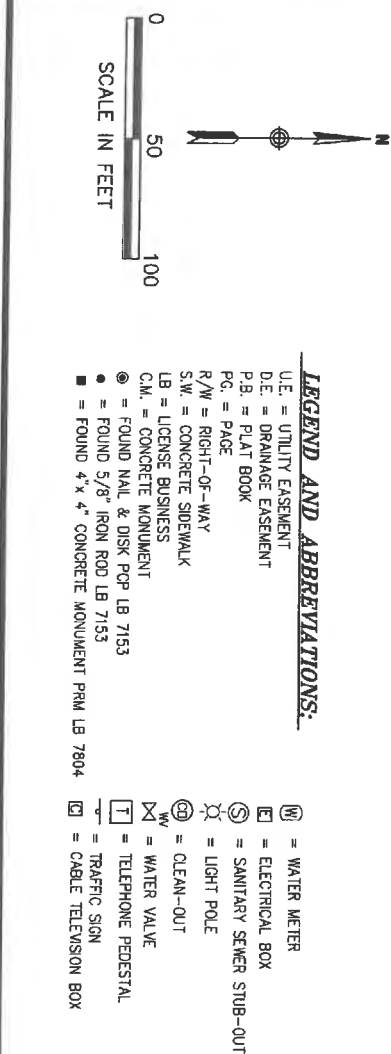 N
0 50 100
SCALE IN FEET
LEGEND AND ABBREVIATIONS:
U.E. = UTILITY EASEMENT
D.E. = DRAINAGE EASEMENT
P.B. = PLAT BOOK
PG. = PAGE
R/W = RIGHT-OF-WAY
S.W. = CONCRETE SIDEWALK
LB = LICENSE BUSINESS
C.M. = CONCRETE MONUMENT
= FOUND NAIL & DISK PCP LB 7153
= FOUND 5/8" IRON ROD LB 7153
= FOUND 4"x 4" CONCRETE MONUMENT PRM LB 7804
W = WATER METER
E = ELECTRICAL BOX
S = SANITARY SEWER STUB-OUT
= LIGHT POLE
CO = CLEAN-OUT
WV = WATER VALVE
T = TELEPHONE PEDESTAL
= TRAFFIC SIGN
C = CABLE TELEVISION BOX